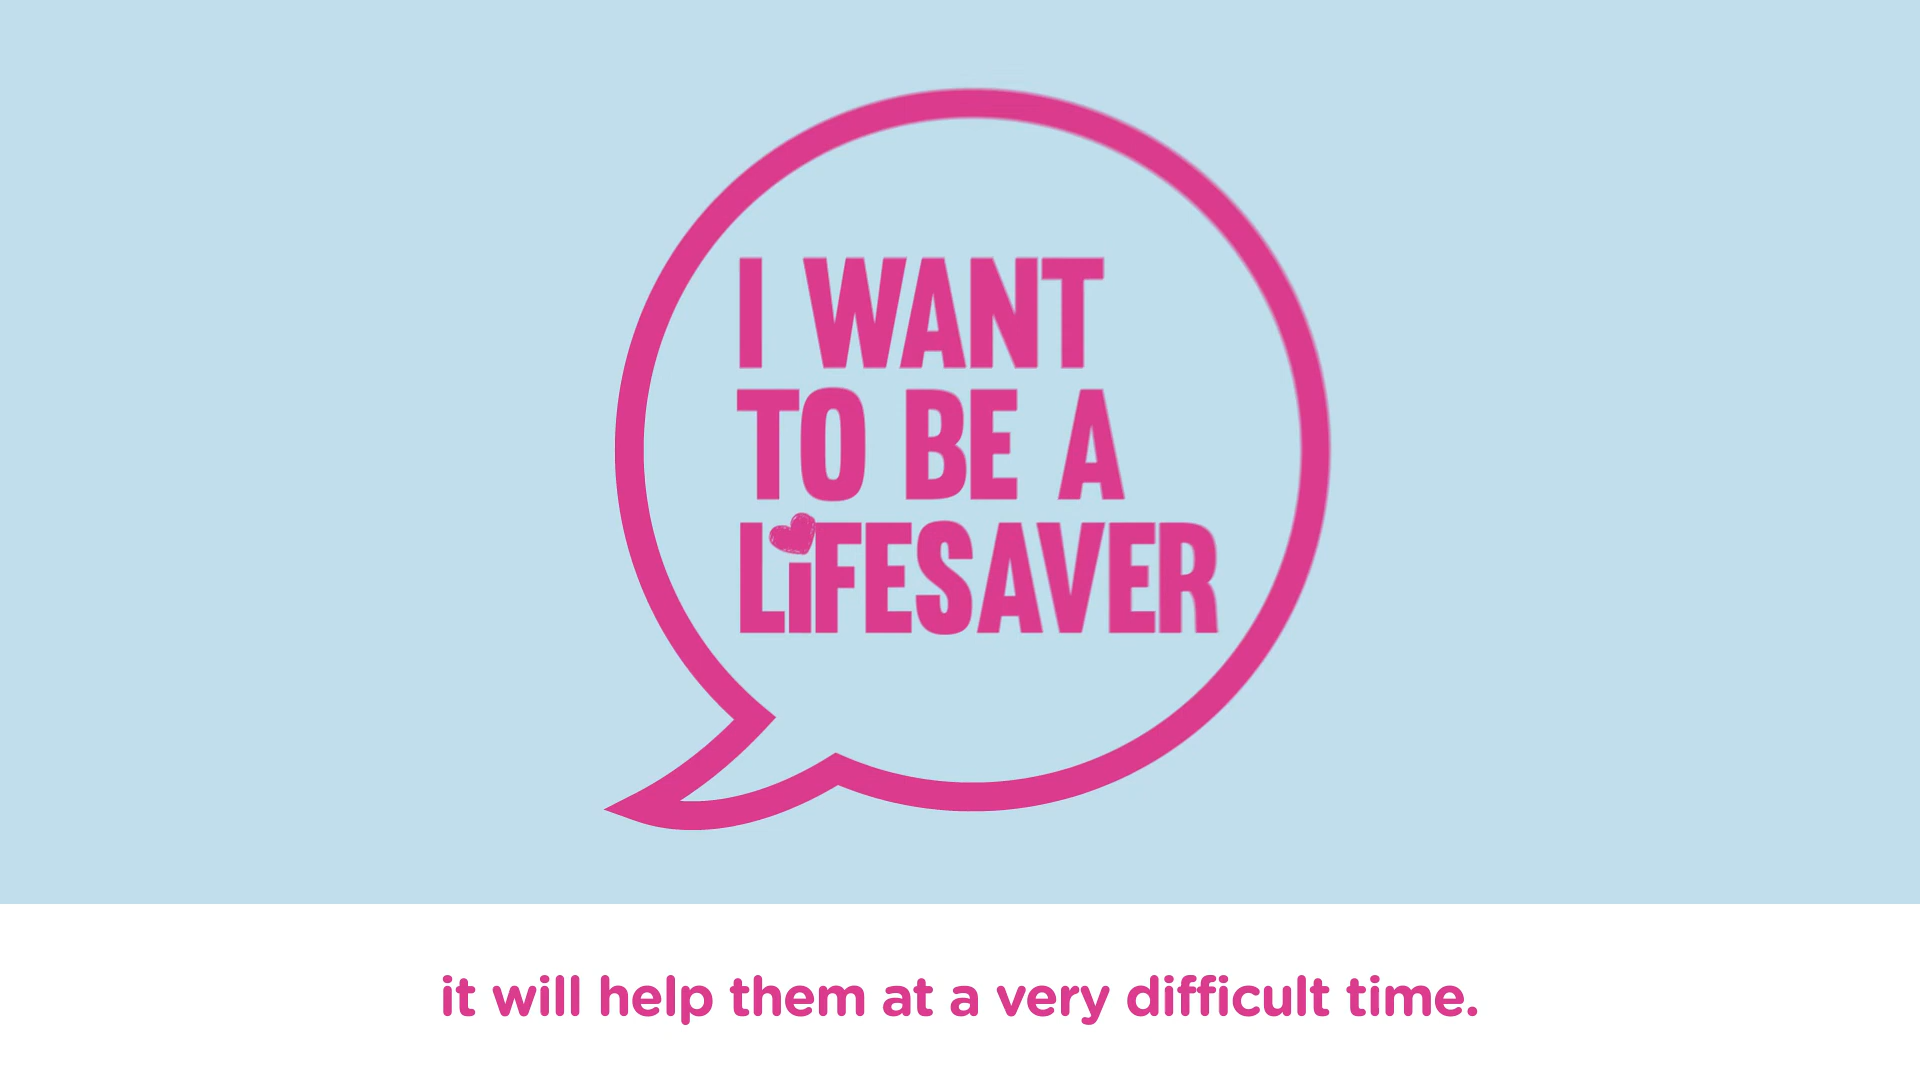 I WANT
TO BE A
LiFESAVER
it will help them at a very difficult time.